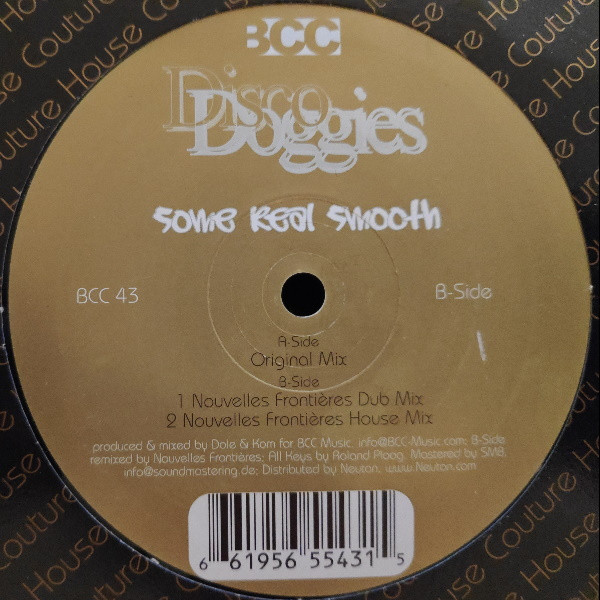 BCC
Disco
Doggies
Some Real Smooth
BCC 43
B-Side
A-Side
Original Mix
B-Side
1 Nouvelles Frontières Dub Mix
2 Nouvelles Frontières House Mix
produced & mixed by Dole & Kom for BCC Music. info@BCC-Music.com; B-Side
remixed by Nouvelles Frontières; All Keys by Roland Ploog. Mastered by SMB,
info@soundmastering.de; Distributed by Neuton. www.Neuton.com
6 61956 55431 5
House Couture House Couture House Couture